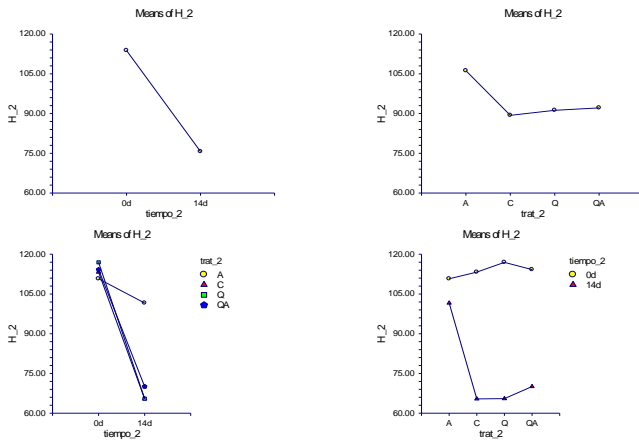 Means of H_2
120.00
105.00
H_2
90.00
75.00
60.00
0d
14d
tiempo_2
Means of H_2
120.00
105.00
H_2
90.00
75.00
60.00
A
C
Q
QA
trat_2
Means of H_2
120.00
105.00
H_2
90.00
75.00
60.00
0d
14d
tiempo_2
trat_2
A
C
Q
QA
Means of H_2
120.00
105.00
H_2
90.00
75.00
60.00
A
C
Q
QA
trat_2
tiempo_2
0d
14d